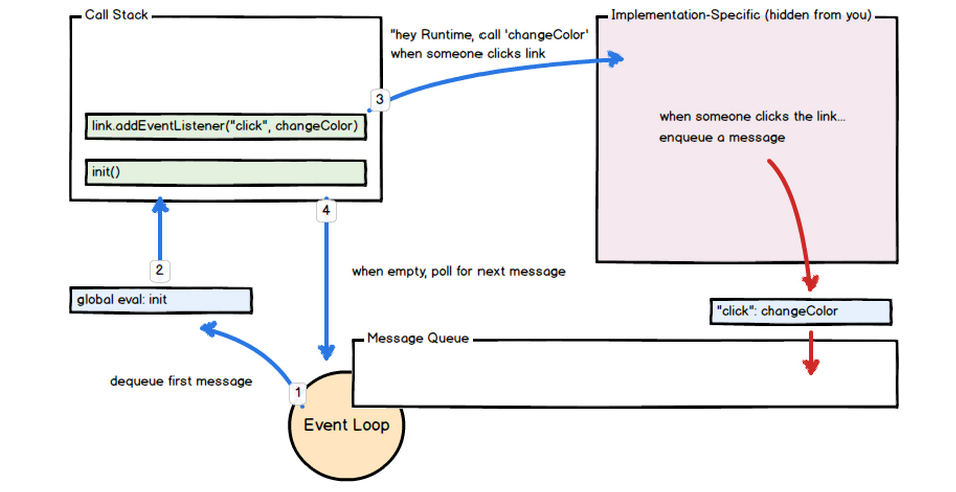 Call Stack
Implementation-Specific (hidden from you)
"hey Runtime, call 'changeColor'
when someone clicks link
3
link.addEventListener("click", changeColor)
when someone clicks the link...
enqueue a message
init()
4
2
when empty, poll for next message
global eval: init
"click": changeColor
Message Queue
dequeue first message
1
Event Loop